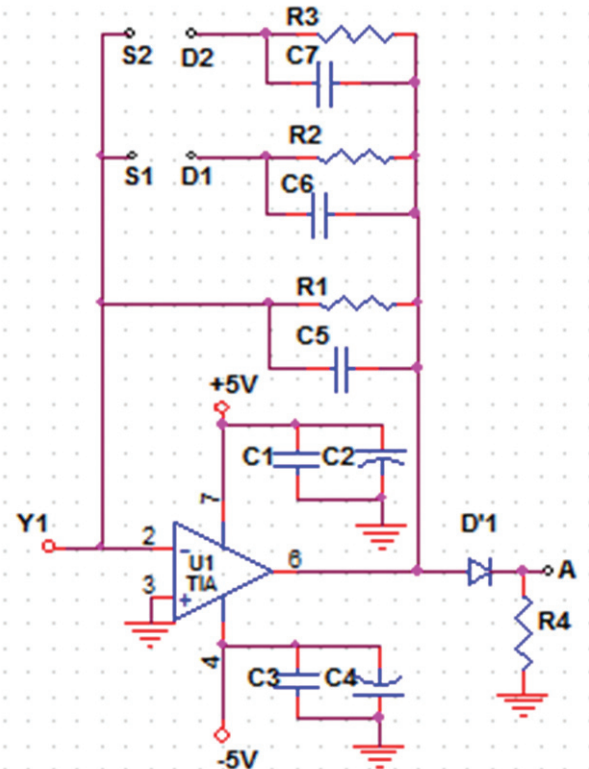 R3
S2 D2 C7
R2
S1 D1 C6
R1
C5
+5V
C1 C2
7
Y1 2 6 D'1
U1 A
TIA
3
R4
4
C3 C4
-5V